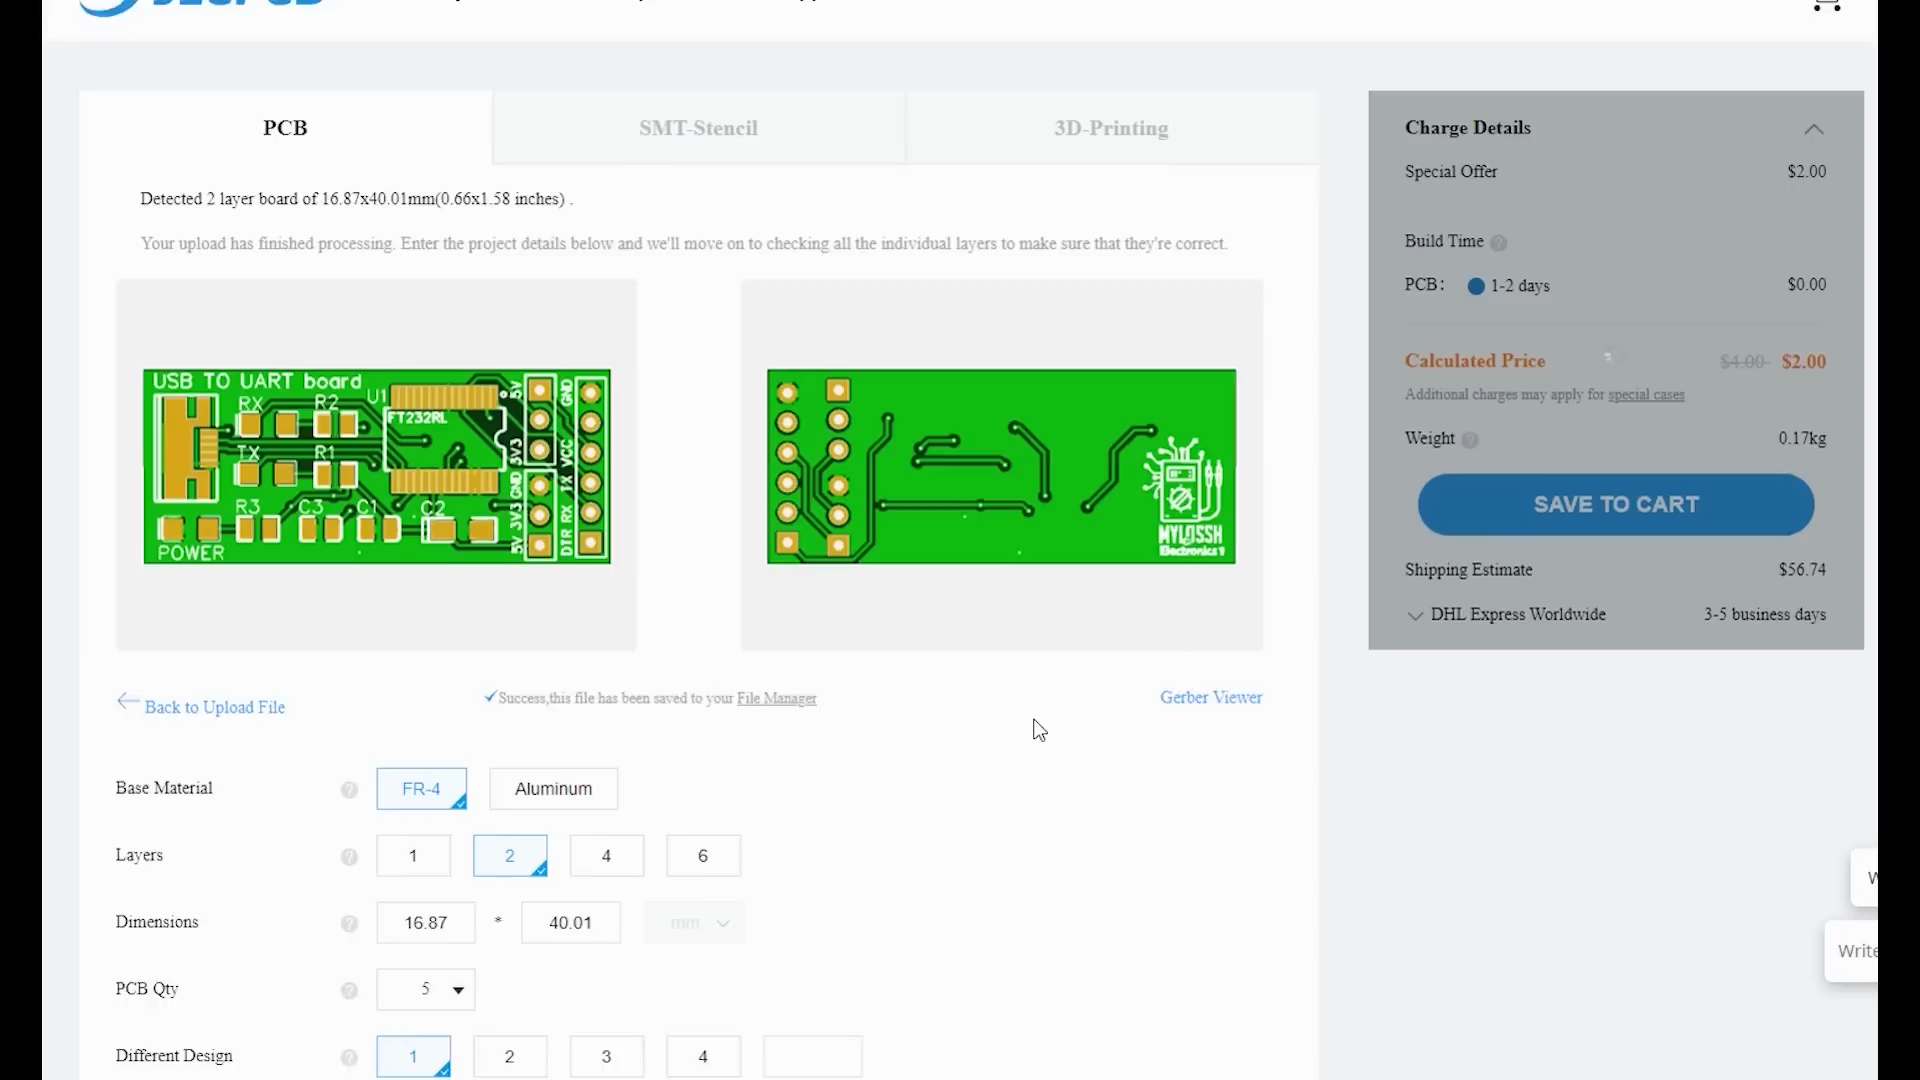 PCB
SMT-Stencil
3D-Printing
Detected 2 layer board of 16.87x40.01mm(0.66x1.58 inches) .
Your upload has finished processing. Enter the project details below and we'll move on to checking all the individual layers to make sure that they're correct.
USB TO UART board
RX R2 U1
FT232RL
TX R1
R3 C3 C1 C2
POWER
5V 3V3 GND 3V3 5V
GND VCC TX RX DTR
MYLOSSH
Electronics
Back to Upload File
Success,this file has been saved to your File Manager
Gerber Viewer
Base Material
FR-4
Aluminum
Layers
1 2 4 6
Dimensions
16.87 * 40.01 mm
PCB Qty
5
Different Design
1 2 3 4
Charge Details
Special Offer $2.00
Build Time
PCB: 1-2 days $0.00
Calculated Price $4.00 $2.00
Additional charges may apply for special cases
Weight 0.17kg
SAVE TO CART
Shipping Estimate $56.74
DHL Express Worldwide 3-5 business days
Write